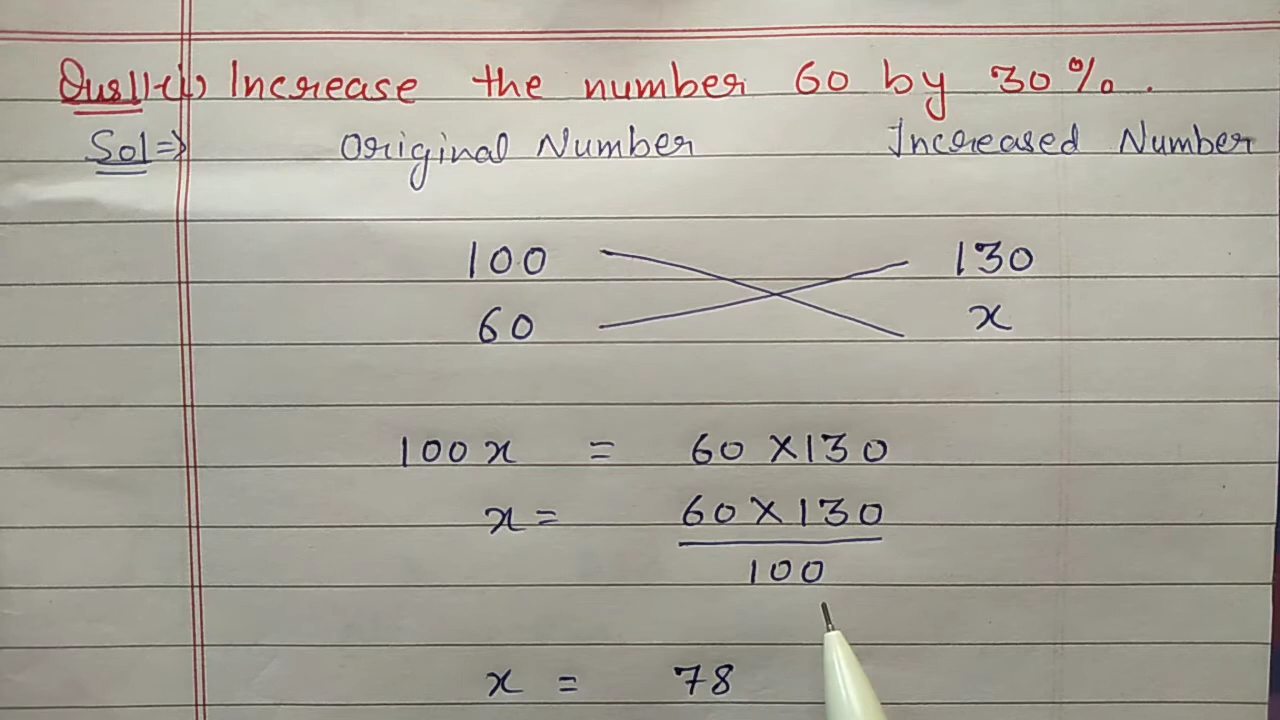 Ques11-(i) Increase the number 60 by 30%.
Sol⇒ Original Number Increased Number
100 130
60 x
100x = 60 × 130
x = 60 × 130
100
x = 78